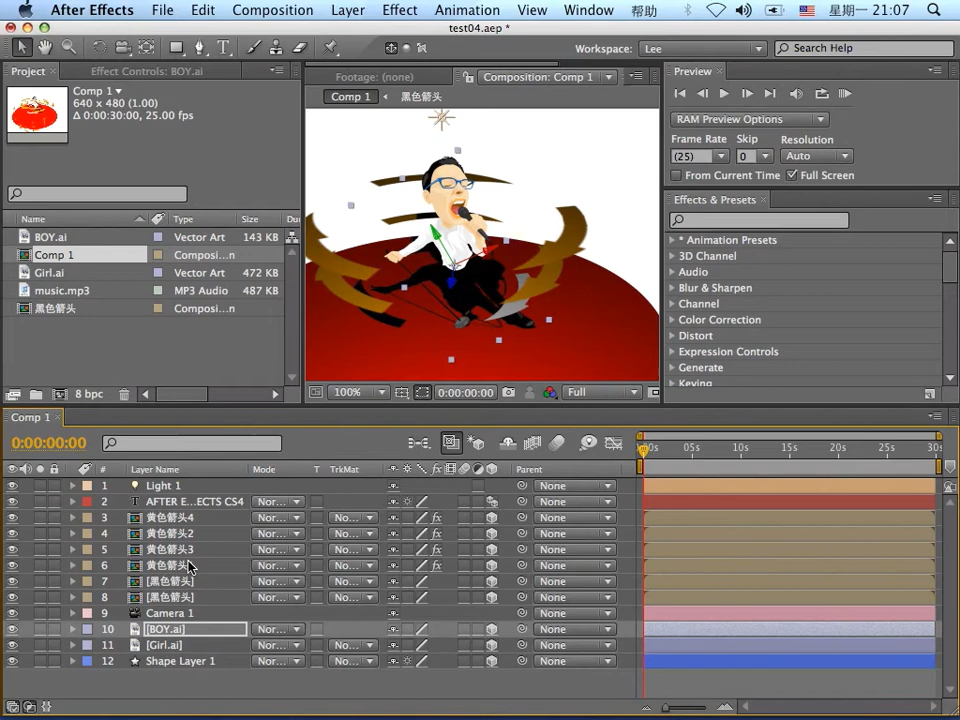 After Effects File Edit Composition Layer Effect Animation View Window 帮助 星期一 21:07
test04.aep *
Workspace: Lee Search Help
Project Effect Controls: BOY.ai
Comp 1
640 x 480 (1.00)
Δ 0:00:30:00, 25.00 fps
Name Type Size Du
BOY.ai Vector Art 143 KB
Comp 1 Composi...n
Girl.ai Vector Art 472 KB
music.mp3 MP3 Audio 487 KB
黑色箭头 Composi...n
8 bpc
Footage: (none) Composition: Comp 1
Comp 1 黑色箭头
100% 0:00:00:00 Full
Preview
RAM Preview Options
Frame Rate Skip Resolution
(25) 0 Auto
From Current Time Full Screen
Effects & Presets
* Animation Presets
3D Channel
Audio
Blur & Sharpen
Channel
Color Correction
Distort
Expression Controls
Generate
Keying
Comp 1
0:00:00:00
00s 05s 10s 15s 20s 25s 30s
# Layer Name Mode T TrkMat Parent
1 Light 1 None
2 AFTER E...ECTS CS4 Nor... None
3 黄色箭头4 Nor... No... None
4 黄色箭头2 Nor... No... None
5 黄色箭头3 Nor... No... None
6 黄色箭头 Nor... No... None
7 [黑色箭头] Nor... No... None
8 [黑色箭头] Nor... No... None
9 Camera 1 None
10 [BOY.ai] Nor... No... None
11 [Girl.ai] Nor... No... None
12 Shape Layer 1 Nor... No... None